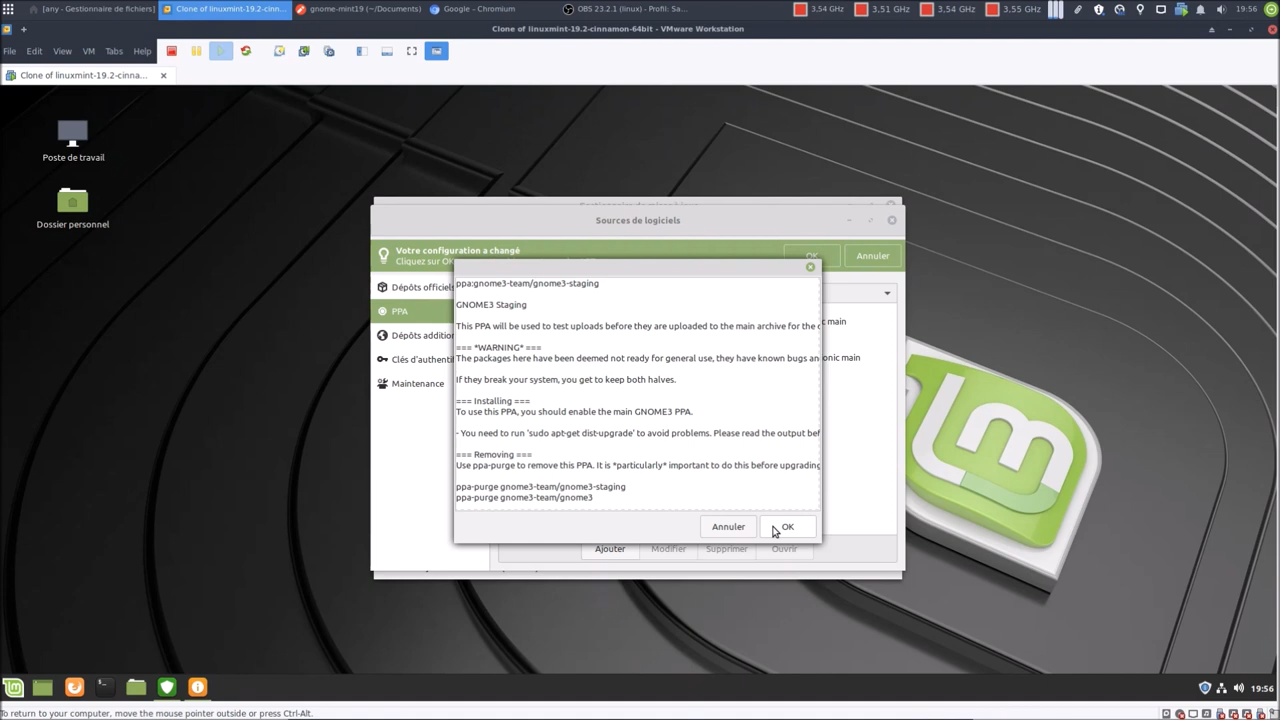 [any - Gestionnaire de fichiers]
Clone of linuxmint-19.2-cinn...
gnome-mint19 (~/Documents)
Google - Chromium
OBS 23.2.1 (linux) - Profil: Sa...
3,54 GHz
3,51 GHz
3,54 GHz
3,55 GHz
19:56
Clone of linuxmint-19.2-cinnamon-64bit - VMware Workstation
File Edit View VM Tabs Help
Clone of linuxmint-19.2-cinna...
Poste de travail
Dossier personnel
Sources de logiciels
Votre configuration a changé
Cliquez sur OK
OK
Annuler
Dépôts officiels
PPA
Dépôts addition
Clés d'authenti
Maintenance
ppa:gnome3-team/gnome3-staging
GNOME3 Staging
This PPA will be used to test uploads before they are uploaded to the main archive for the
=== *WARNING* ===
The packages here have been deemed not ready for general use, they have known bugs an
If they break your system, you get to keep both halves.
=== Installing ===
To use this PPA, you should enable the main GNOME3 PPA.
- You need to run 'sudo apt-get dist-upgrade' to avoid problems. Please read the output bef
=== Removing ===
Use ppa-purge to remove this PPA. It is *particularly* important to do this before upgrading
ppa-purge gnome3-team/gnome3-staging
ppa-purge gnome3-team/gnome3
Annuler
OK
ic main
onic main
Ajouter
Modifier
Supprimer
Ouvrir
19:56
To return to your computer, move the mouse pointer outside or press Ctrl-Alt.